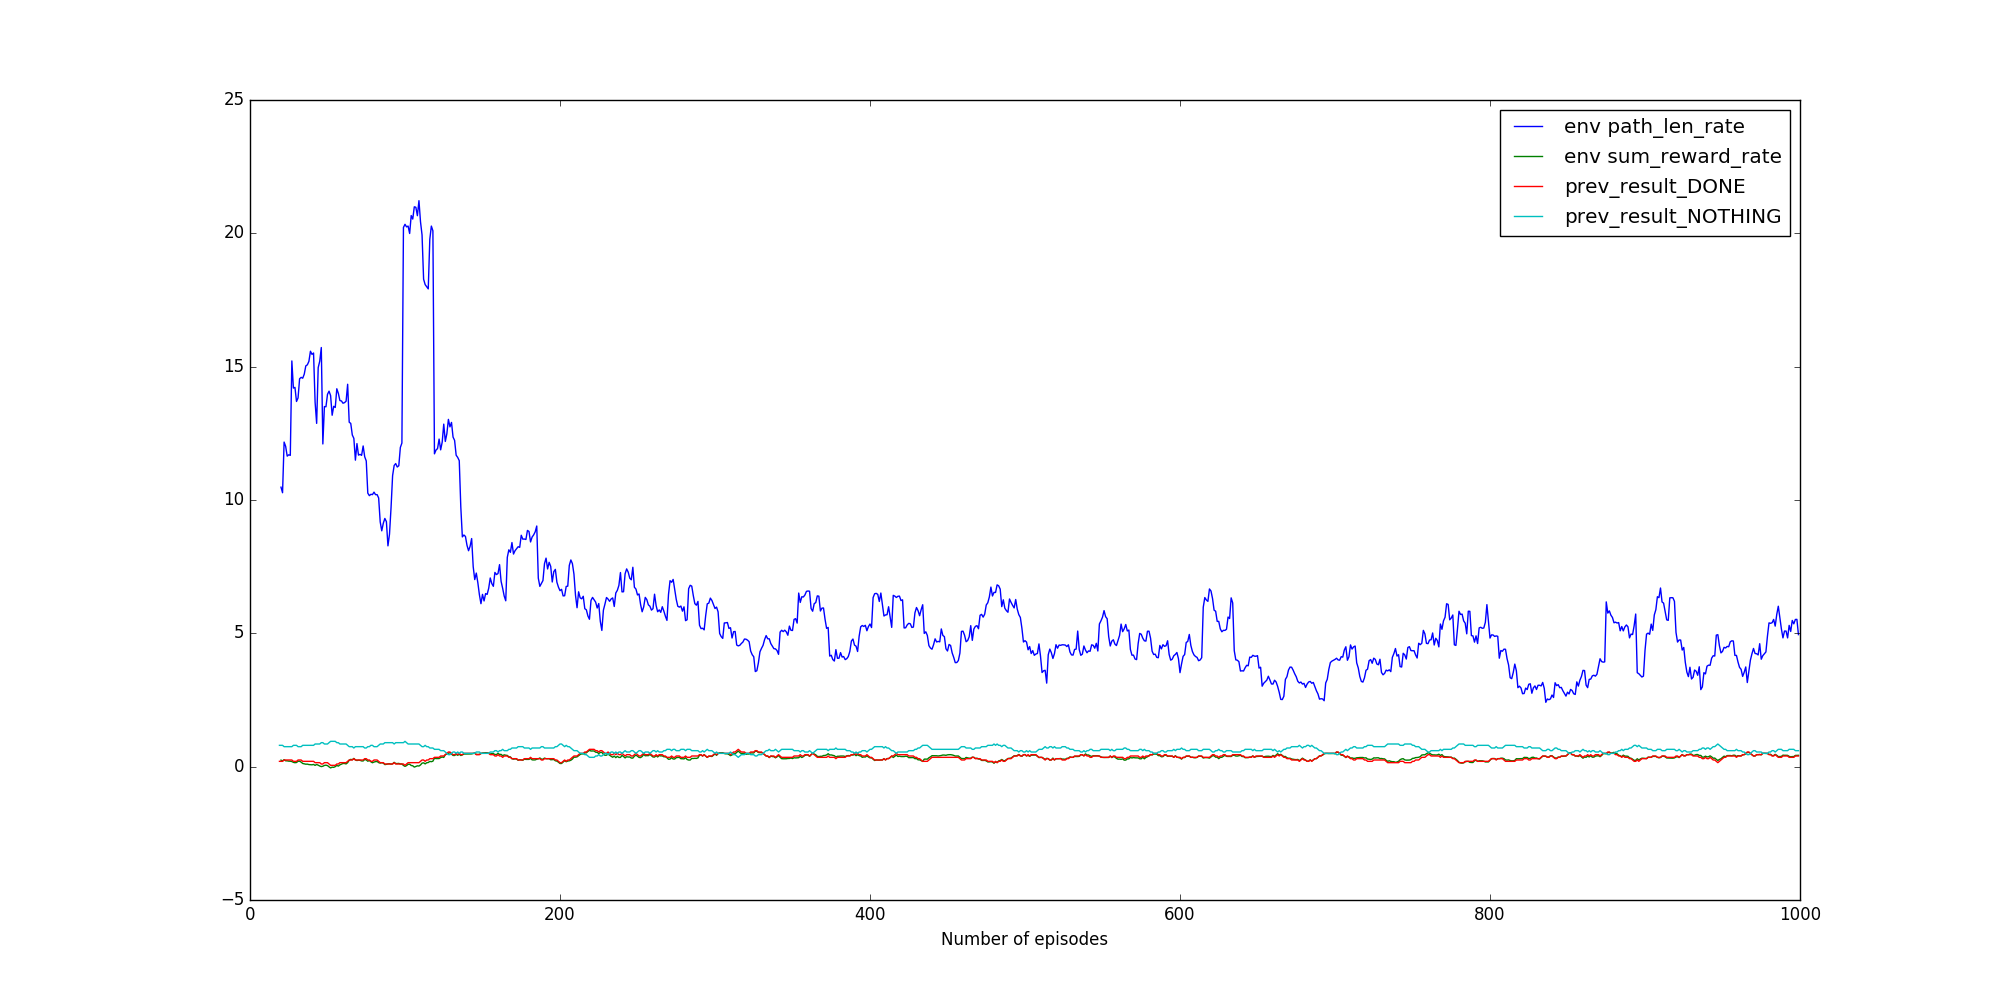 25
20
15
10
5
0
−5
0 200 400 600 800 1000
Number of episodes
env path_len_rate
env sum_reward_rate
prev_result_DONE
prev_result_NOTHING